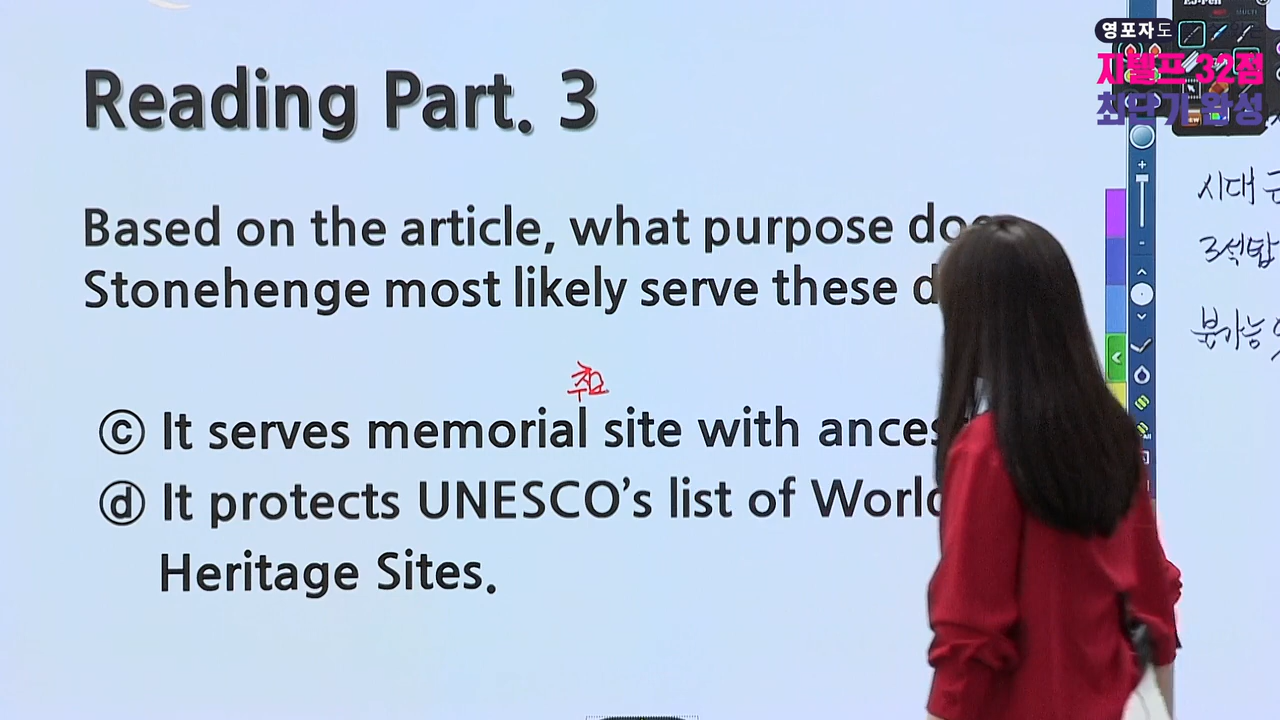 영포자도
지텔프 32점
최단기 완성
Reading Part. 3
Based on the article, what purpose doe
Stonehenge most likely serve these d
추모
ⓒ It serves memorial site with ances
ⓓ It protects UNESCO's list of World
Heritage Sites.
시대
3석탑
불가능